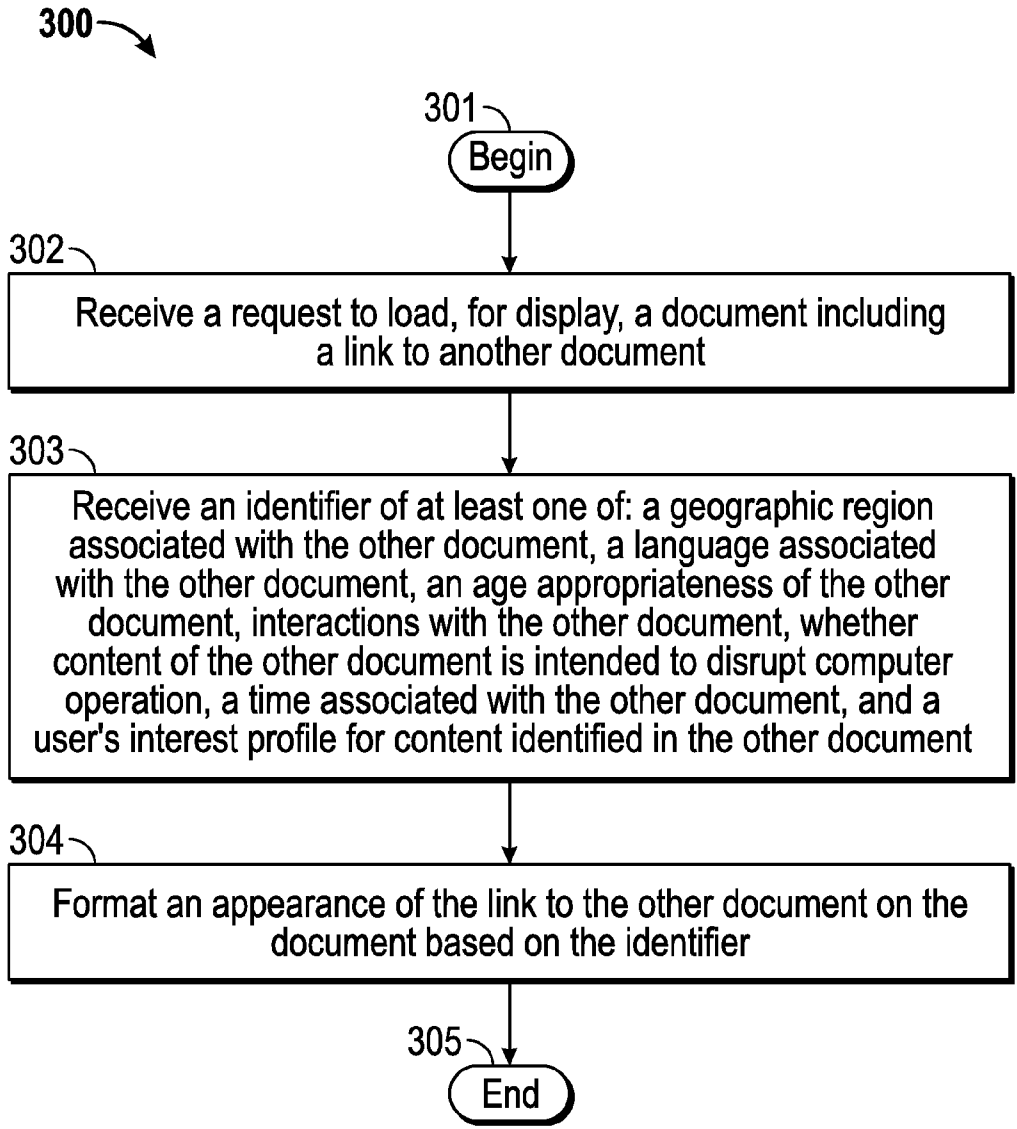 300
301
Begin
302
Receive a request to load, for display, a document including
a link to another document
303
Receive an identifier of at least one of: a geographic region
associated with the other document, a language associated
with the other document, an age appropriateness of the other
document, interactions with the other document, whether
content of the other document is intended to disrupt computer
operation, a time associated with the other document, and a
user's interest profile for content identified in the other document
304
Format an appearance of the link to the other document on the
document based on the identifier
305
End